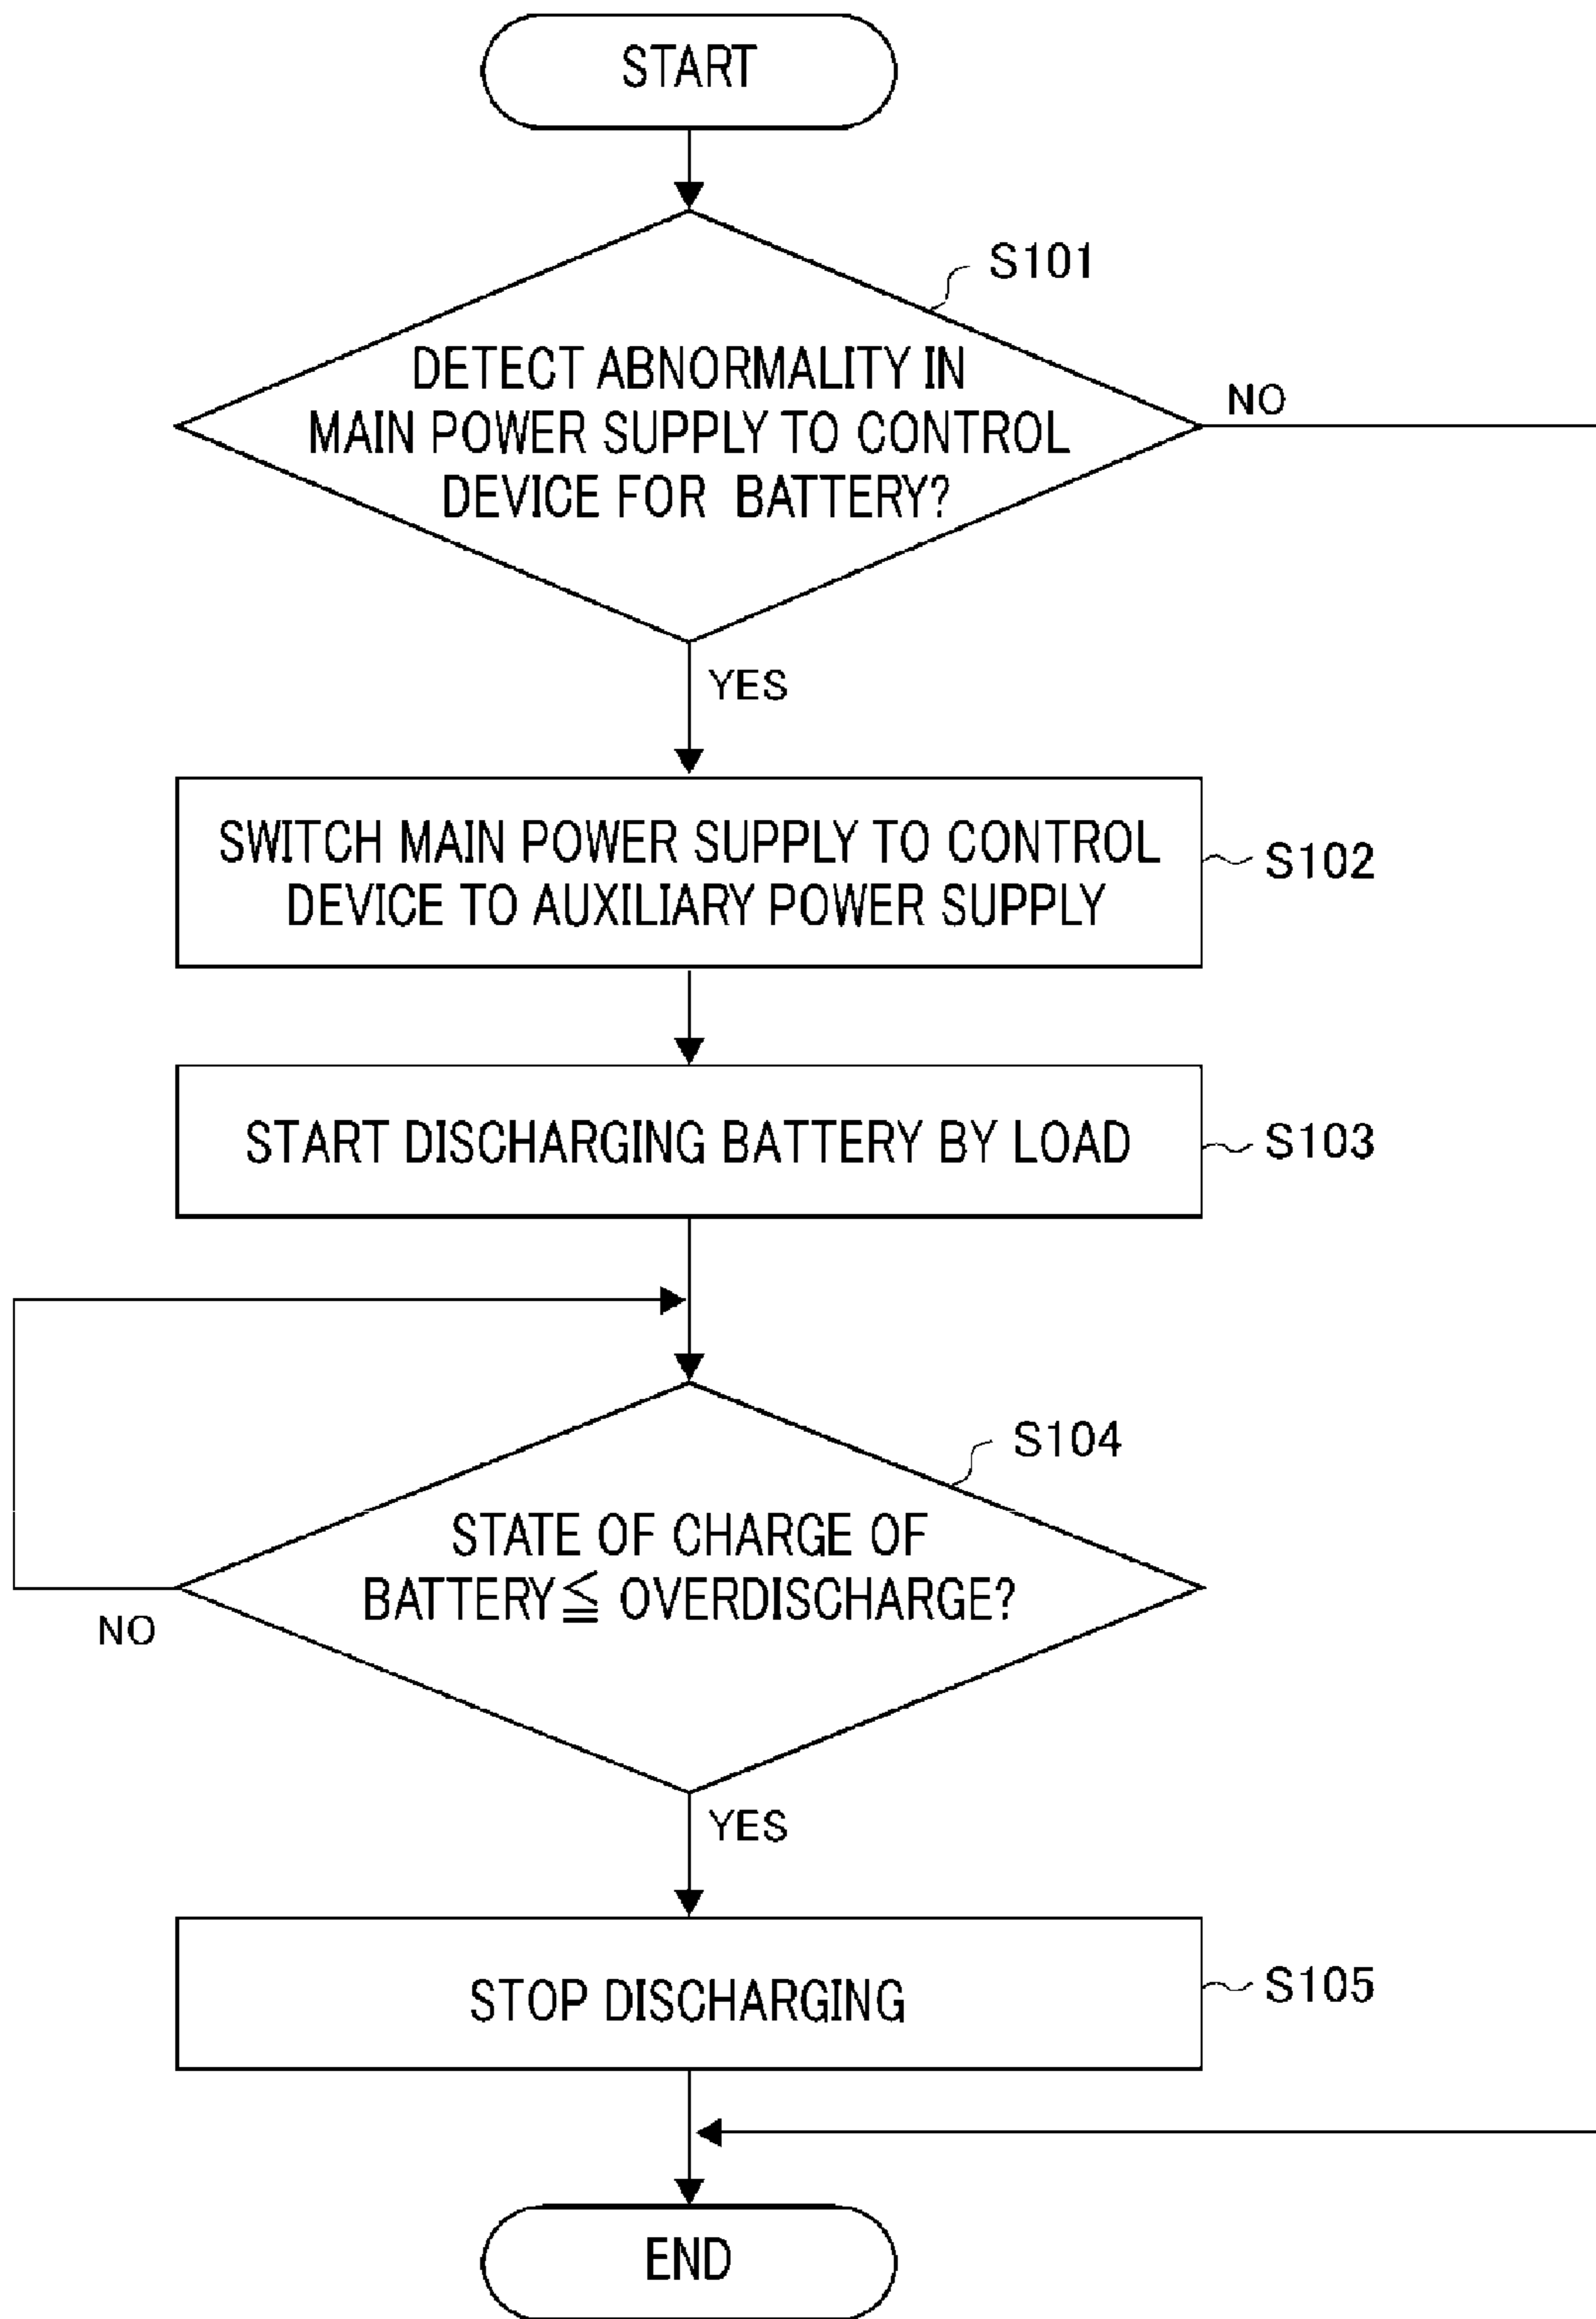 START
S101
DETECT ABNORMALITY IN
MAIN POWER SUPPLY TO CONTROL
DEVICE FOR BATTERY?
NO
YES
SWITCH MAIN POWER SUPPLY TO CONTROL
DEVICE TO AUXILIARY POWER SUPPLY
S102
START DISCHARGING BATTERY BY LOAD
S103
S104
STATE OF CHARGE OF
BATTERY≦ OVERDISCHARGE?
NO
YES
STOP DISCHARGING
S105
END